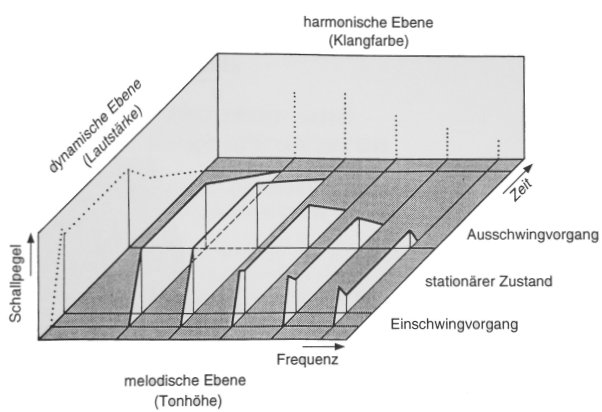 harmonische Ebene
(Klangfarbe)
dynamische Ebene
(Lautstärke)
Schallpegel
Zeit
Ausschwingvorgang
stationärer Zustand
Einschwingvorgang
Frequenz
melodische Ebene
(Tonhöhe)